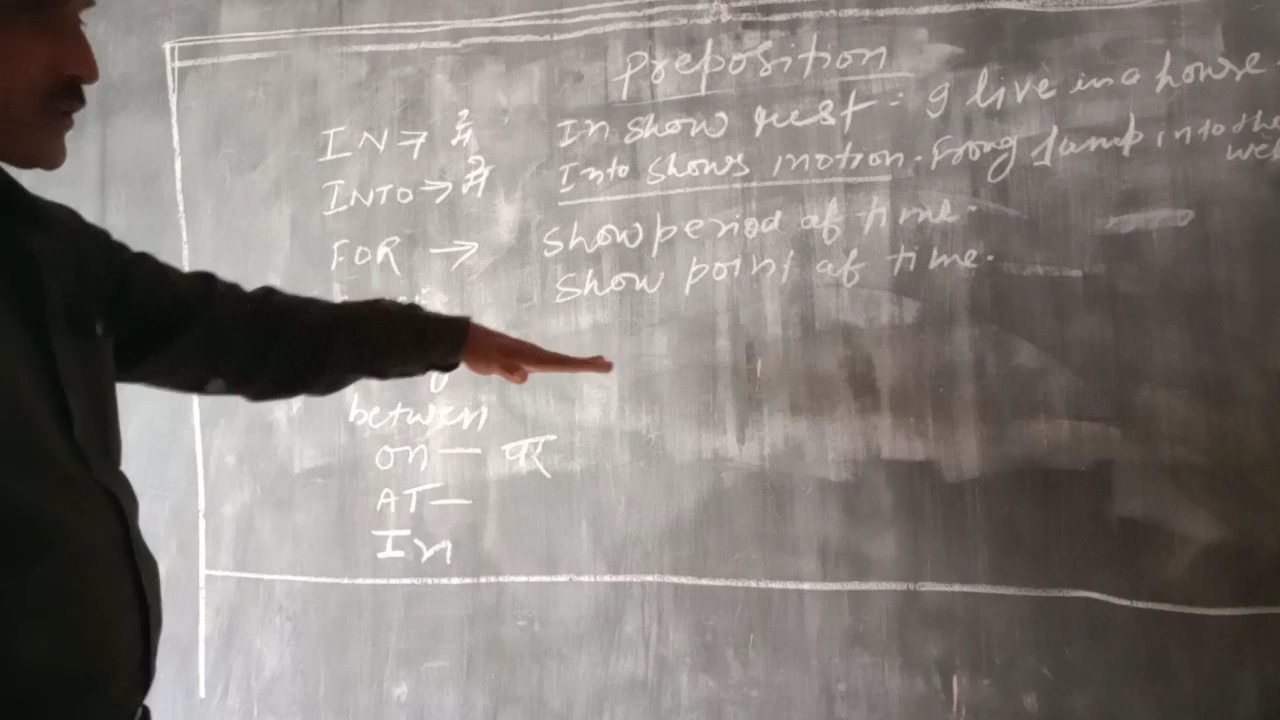 Preposition
IN → में In show rest : I live in a house.
INTO → में Into shows motion. Frong Jump into the
well
FOR → show period of time.
show point of time.
between
on — पर
AT —
In